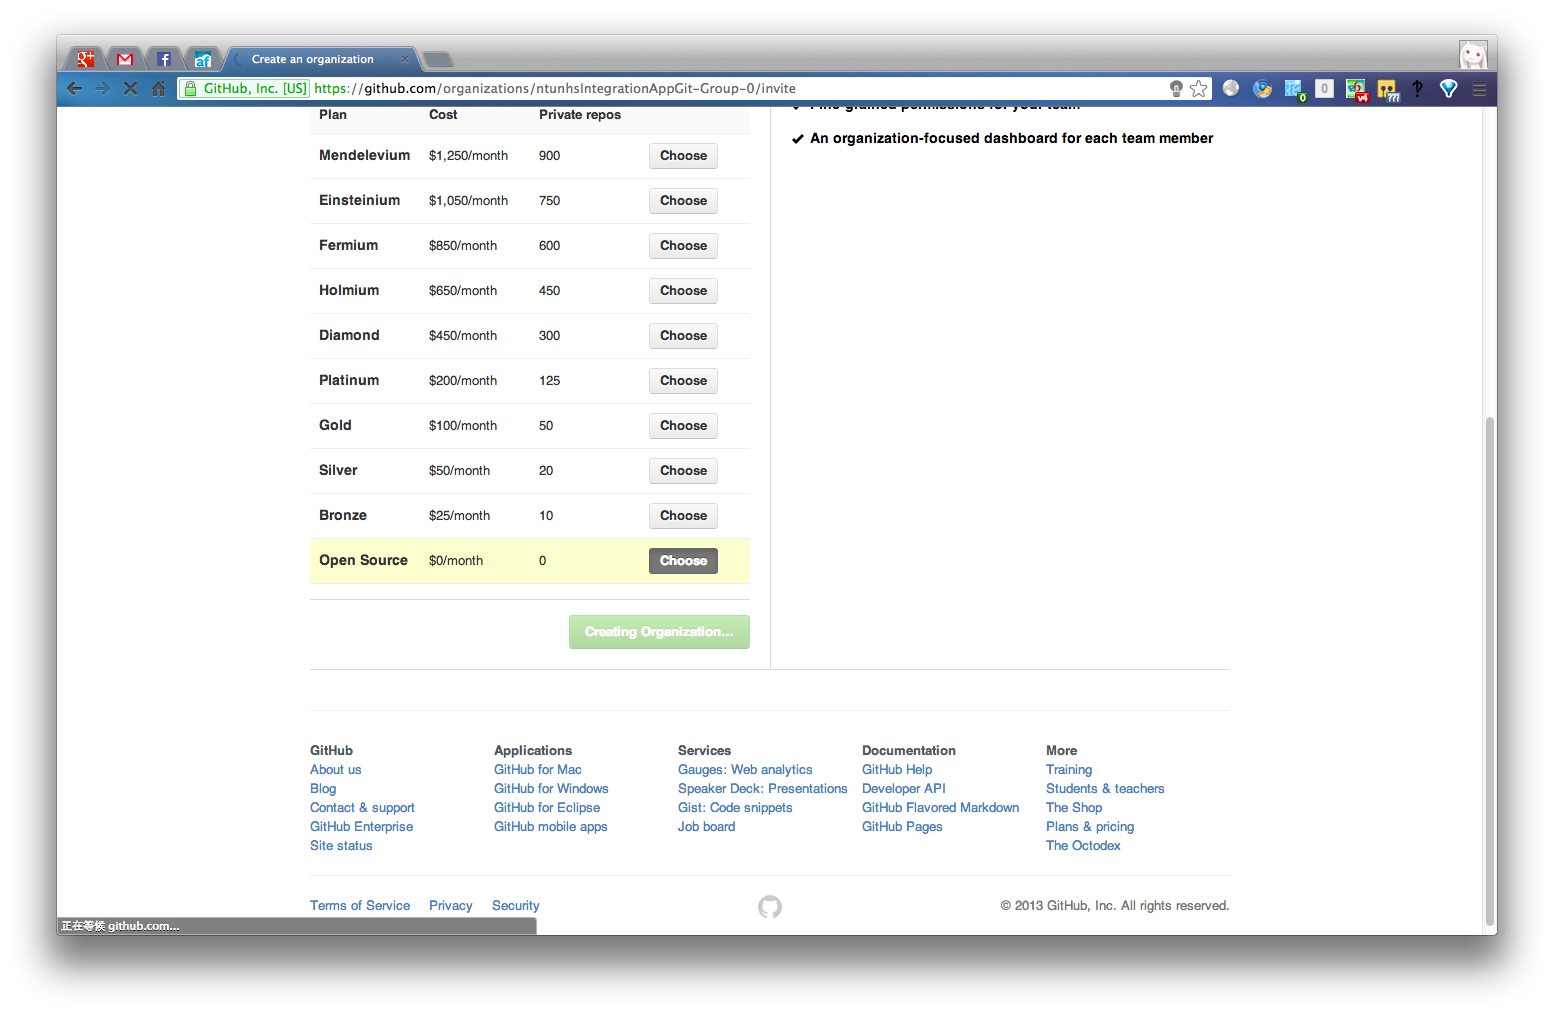 Create an organization
GitHub, Inc. [US] https://github.com/organizations/ntunhsIntegrationAppGit-Group-0/invite
Fine-grained permissions for your team
An organization-focused dashboard for each team member
Plan Cost Private repos
Mendelevium $1,250/month 900 Choose
Einsteinium $1,050/month 750 Choose
Fermium $850/month 600 Choose
Holmium $650/month 450 Choose
Diamond $450/month 300 Choose
Platinum $200/month 125 Choose
Gold $100/month 50 Choose
Silver $50/month 20 Choose
Bronze $25/month 10 Choose
Open Source $0/month 0 Choose
Creating Organization...
GitHub
About us
Blog
Contact & support
GitHub Enterprise
Site status
Applications
GitHub for Mac
GitHub for Windows
GitHub for Eclipse
GitHub mobile apps
Services
Gauges: Web analytics
Speaker Deck: Presentations
Gist: Code snippets
Job board
Documentation
GitHub Help
Developer API
GitHub Flavored Markdown
GitHub Pages
More
Training
Students & teachers
The Shop
Plans & pricing
The Octodex
Terms of Service Privacy Security
© 2013 GitHub, Inc. All rights reserved.
正在等候 github.com...